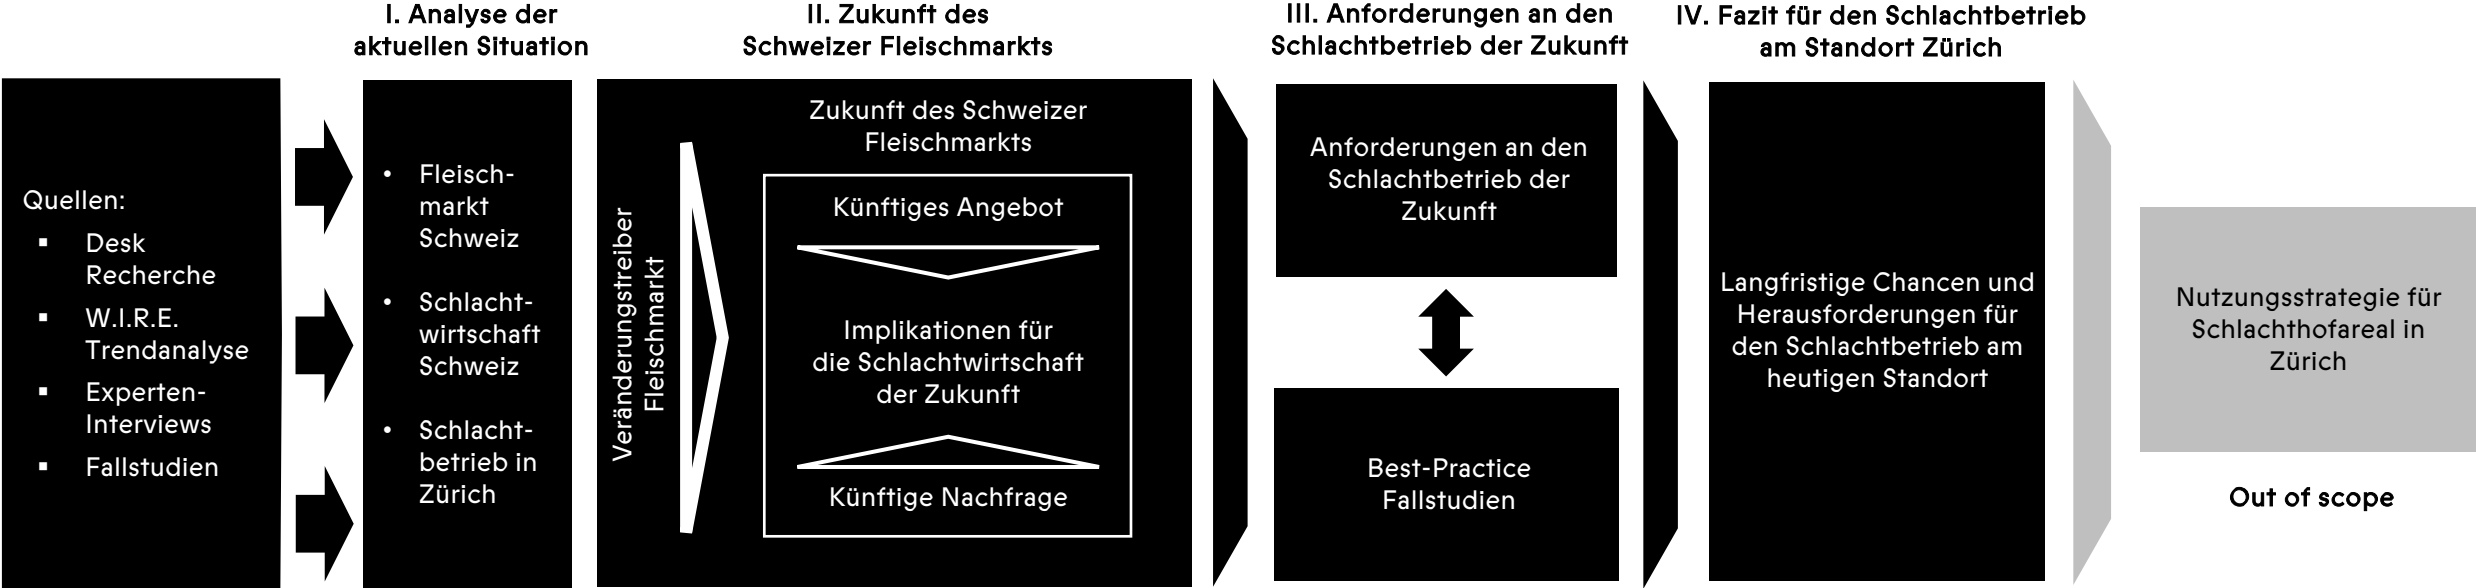 I. Analyse der
aktuellen Situation
II. Zukunft des
Schweizer Fleischmarkts
III. Anforderungen an den
Schlachtbetrieb der Zukunft
IV. Fazit für den Schlachtbetrieb
am Standort Zürich
Quellen:
▪ Desk
Recherche
▪ W.I.R.E.
Trendanalyse
▪ Experten-
Interviews
▪ Fallstudien
• Fleisch-
markt
Schweiz
• Schlacht-
wirtschaft
Schweiz
• Schlacht-
betrieb in
Zürich
Veränderungstreiber
Fleischmarkt
Zukunft des Schweizer
Fleischmarkts
Künftiges Angebot
Implikationen für
die Schlachtwirtschaft
der Zukunft
Künftige Nachfrage
Anforderungen an den
Schlachtbetrieb der
Zukunft
Best-Practice
Fallstudien
Langfristige Chancen und
Herausforderungen für
den Schlachtbetrieb am
heutigen Standort
Nutzungsstrategie für
Schlachthofareal in
Zürich
Out of scope